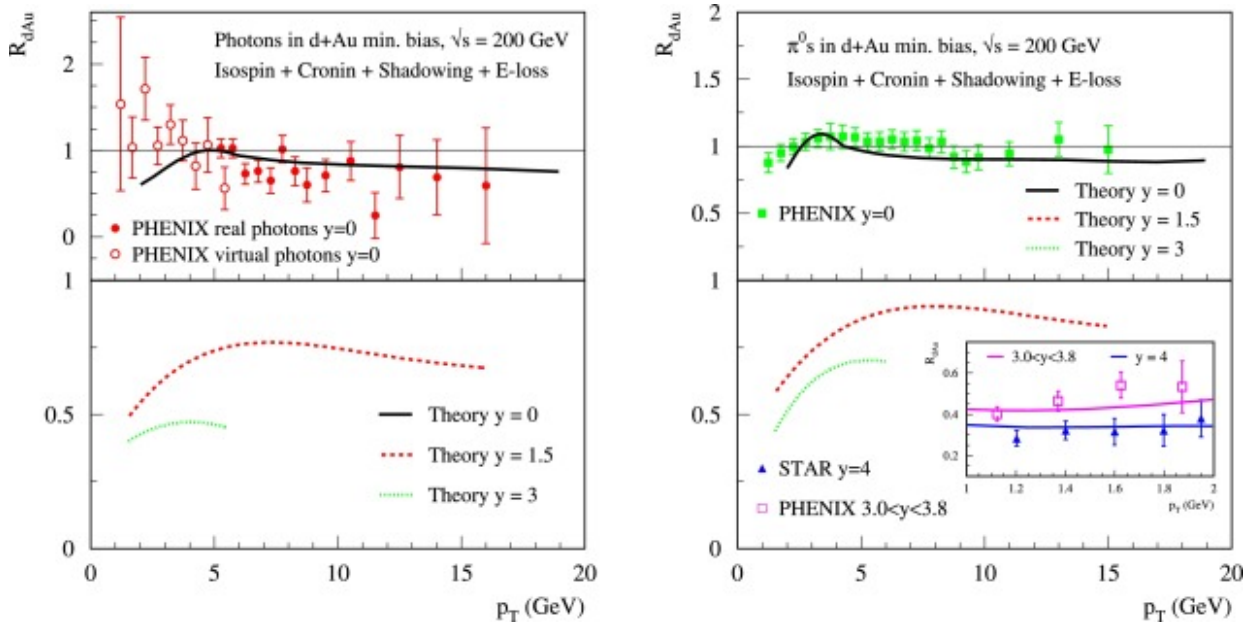 R_dAu
2
1
0
Photons in d+Au min. bias, √s = 200 GeV
Isospin + Cronin + Shadowing + E-loss
PHENIX real photons y=0
PHENIX virtual photons y=0
1
0.5
0
Theory y = 0
Theory y = 1.5
Theory y = 3
0 5 10 15 20
p_T (GeV)
R_dAu
2
1.5
1
0.5
π⁰s in d+Au min. bias, √s = 200 GeV
Isospin + Cronin + Shadowing + E-loss
PHENIX y=0
Theory y = 0
Theory y = 1.5
Theory y = 3
1
0.5
0
STAR y=4
PHENIX 3.0<y<3.8
R_dAu
0.6
0.4
0.2
3.0<y<3.8 y = 4
1 1.2 1.4 1.6 1.8 2
p_T (GeV)
0 5 10 15 20
p_T (GeV)